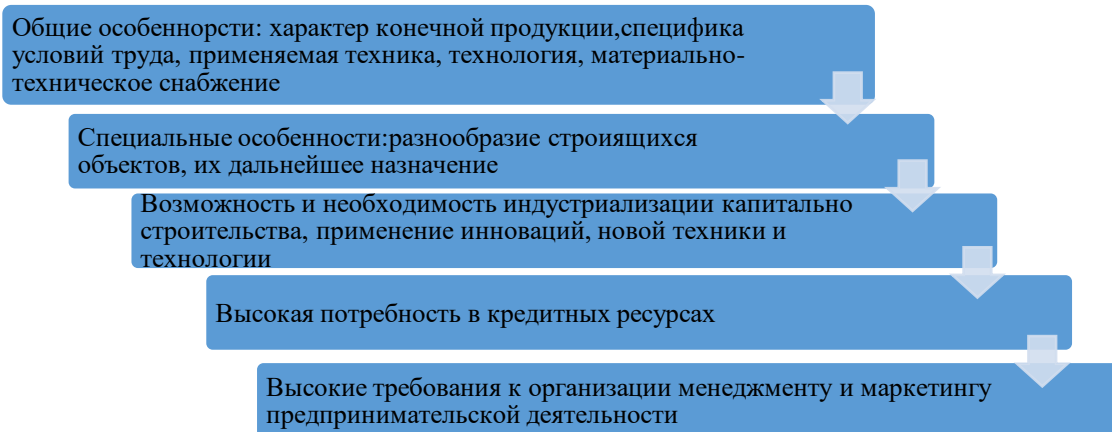 Общие особеннорсти: характер конечной продукции,специфика
условий труда, применяемая техника, технология, материально-
техническое снабжение
Специальные особенности:разнообразие строиящихся
объектов, их дальнейшее назначение
Возможность и необходимость индустриализации капитально
строительства, применение инноваций, новой техники и
технологии
Высокая потребность в кредитных ресурсах
Высокие требования к организации менеджменту и маркетингу
предпринимательской деятельности